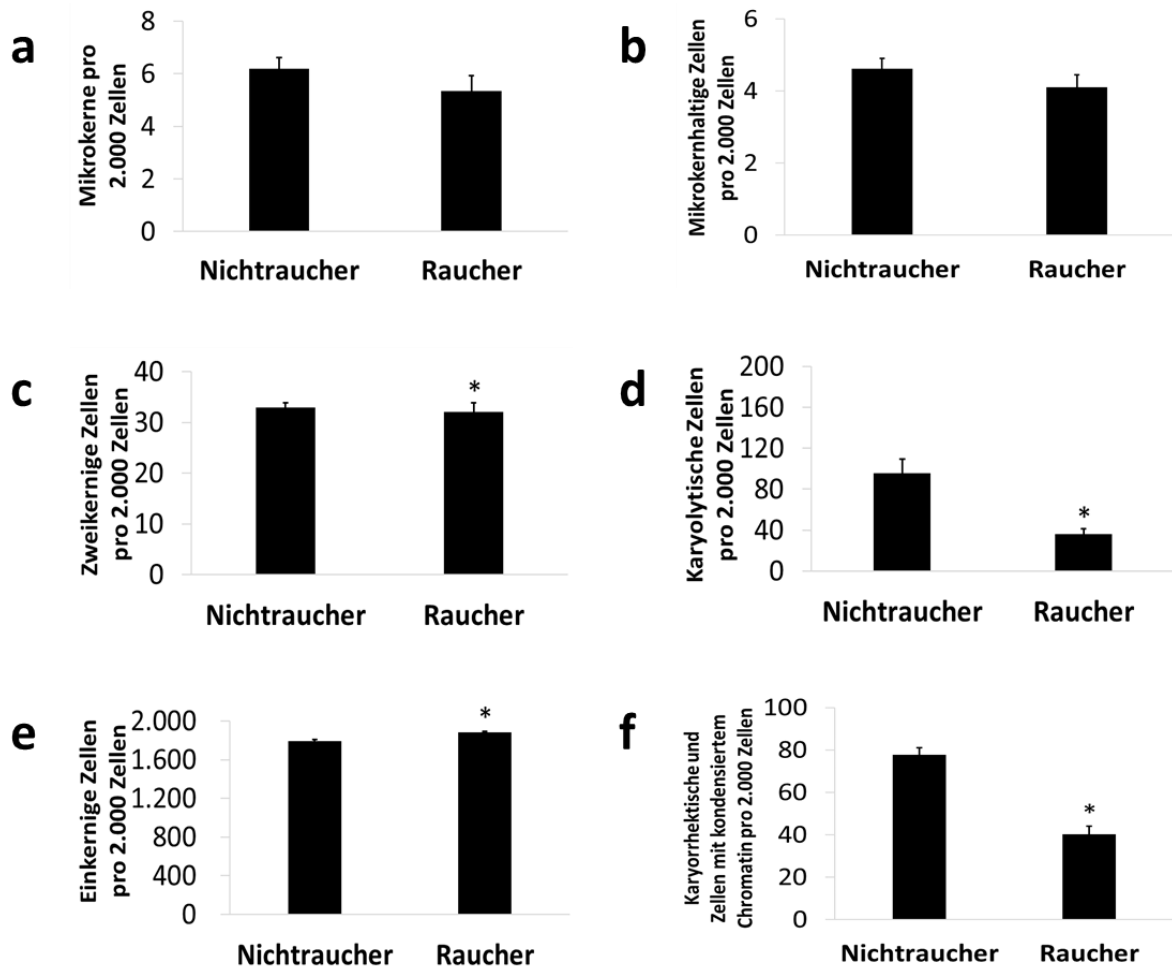 a
Mikrokerne pro
2.000 Zellen
8
6
4
2
0
Nichtraucher Raucher
b
Mikrokernhaltige Zellen
pro 2.000 Zellen
6
4
2
0
Nichtraucher Raucher
c
Zweikernige Zellen
pro 2.000 Zellen
40
30
20
10
0
*
Nichtraucher Raucher
d
Karyolytische Zellen
pro 2.000 Zellen
200
160
120
80
40
0
*
Nichtraucher Raucher
e
Einkernige Zellen
pro 2.000 Zellen
2.000
1.600
1.200
800
400
0
*
Nichtraucher Raucher
f
Karyorrhektische und
Zellen mit kondensiertem
Chromatin pro 2.000 Zellen
100
80
60
40
20
0
*
Nichtraucher Raucher